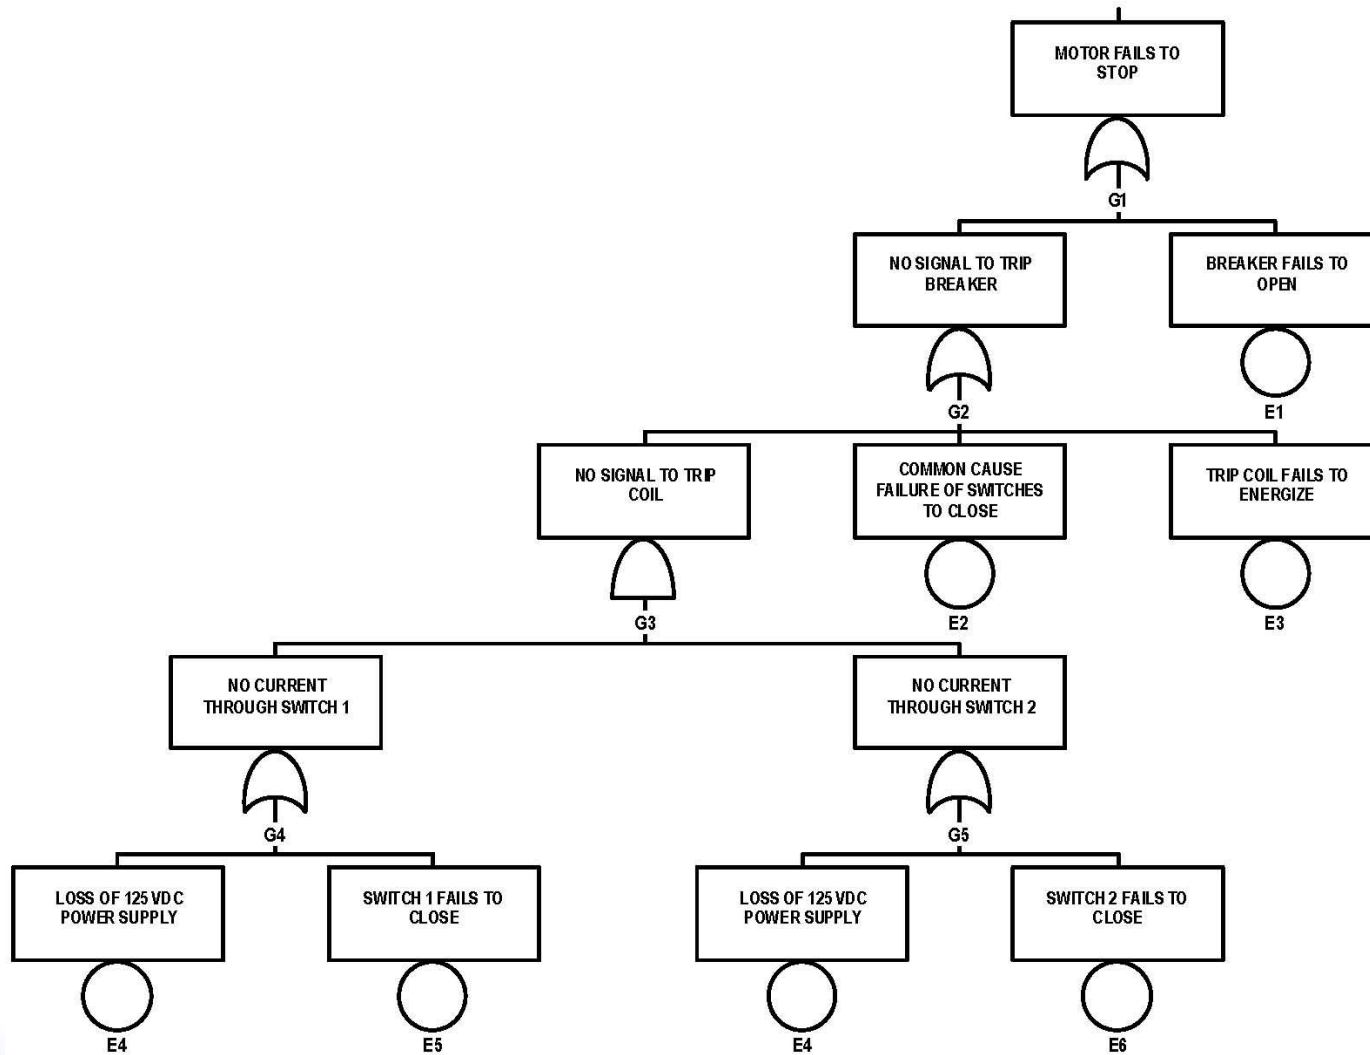 MOTOR FAILS TO
STOP
G1
NO SIGNAL TO TRIP
BREAKER
BREAKER FAILS TO
OPEN
G2
E1
NO SIGNAL TO TRIP
COIL
COMMON CAUSE
FAILURE OF SWITCHES
TO CLOSE
TRIP COIL FAILS TO
ENERGIZE
G3
E2
E3
NO CURRENT
THROUGH SWITCH 1
NO CURRENT
THROUGH SWITCH 2
G4
G5
LOSS OF 125 VDC
POWER SUPPLY
SWITCH 1 FAILS TO
CLOSE
LOSS OF 125 VDC
POWER SUPPLY
SWITCH 2 FAILS TO
CLOSE
E4
E5
E4
E6